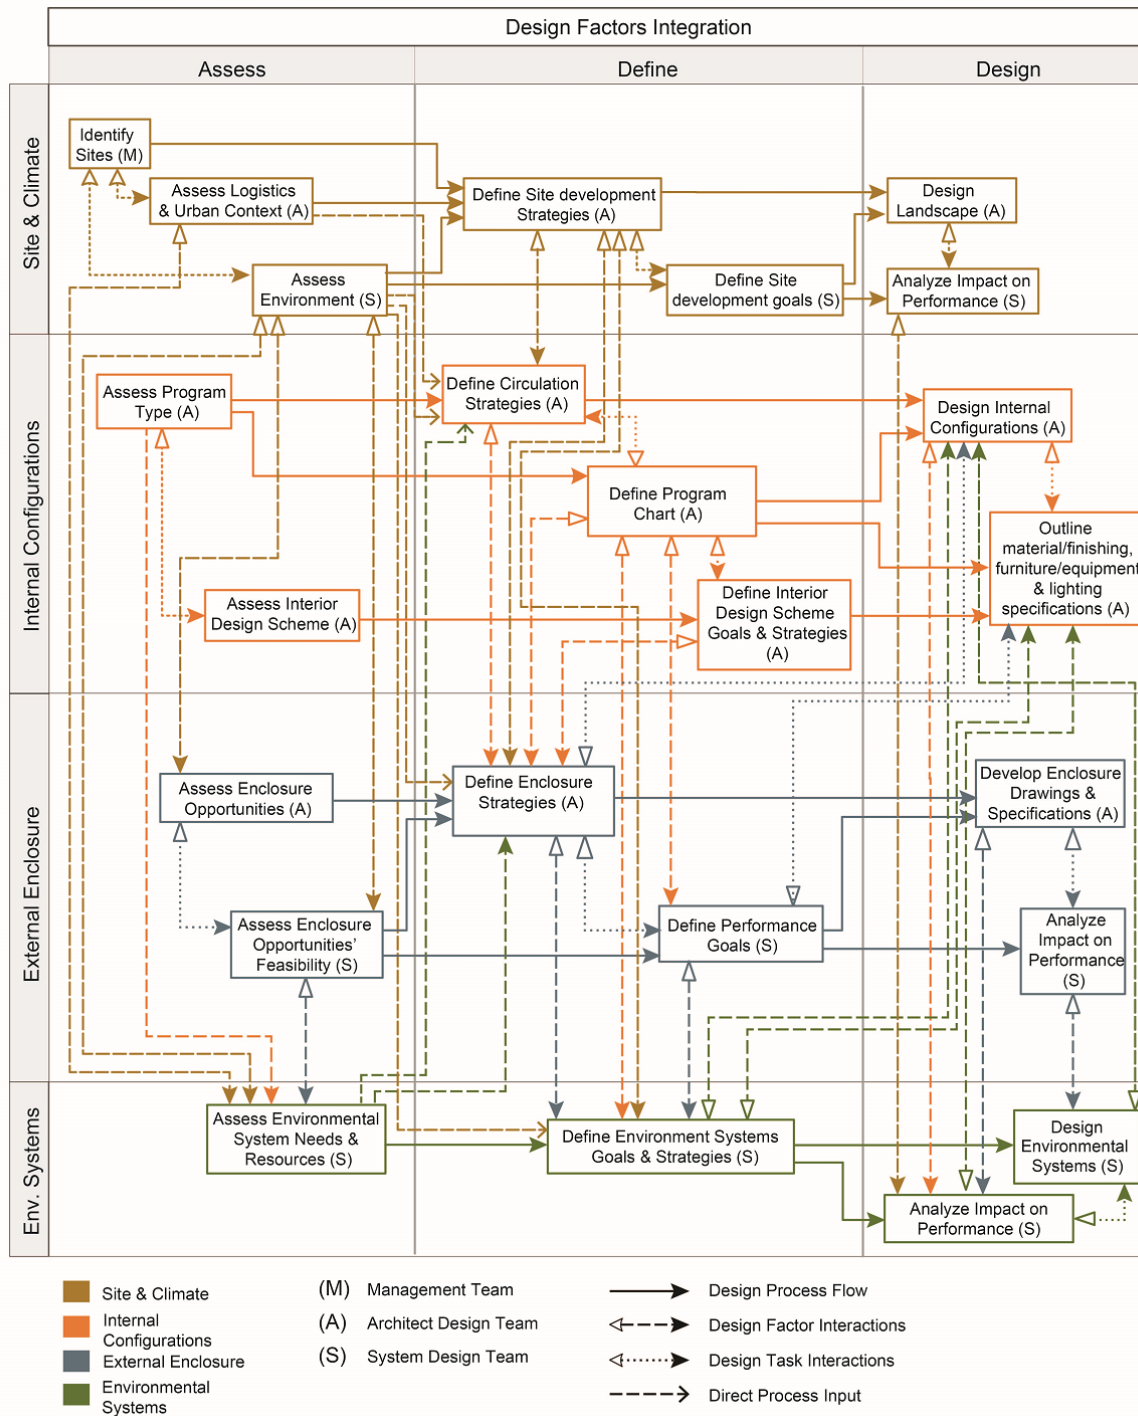 Design Factors Integration
Assess
Define
Design
Site & Climate
Identify
Sites (M)
Assess Logistics
& Urban Context (A)
Define Site development
Strategies (A)
Design
Landscape (A)
Assess
Environment (S)
Define Site
development goals (S)
Analyze Impact on
Performance (S)
Internal Configurations
Assess Program
Type (A)
Define Circulation
Strategies (A)
Design Internal
Configurations (A)
Define Program
Chart (A)
Outline
material/finishing,
furniture/equipment
& lighting
specifications (A)
Assess Interior
Design Scheme (A)
Define Interior
Design Scheme
Goals & Strategies
(A)
External Enclosure
Assess Enclosure
Opportunities (A)
Define Enclosure
Strategies (A)
Develop Enclosure
Drawings &
Specifications (A)
Assess Enclosure
Opportunities'
Feasibility (S)
Define Performance
Goals (S)
Analyze
Impact on
Performance
(S)
Env. Systems
Assess Environmental
System Needs &
Resources (S)
Define Environment Systems
Goals & Strategies (S)
Design
Environmental
Systems (S)
Analyze Impact on
Performance (S)
Site & Climate
Internal
Configurations
External Enclosure
Environmental
Systems
(M) Management Team
(A) Architect Design Team
(S) System Design Team
Design Process Flow
Design Factor Interactions
Design Task Interactions
Direct Process Input